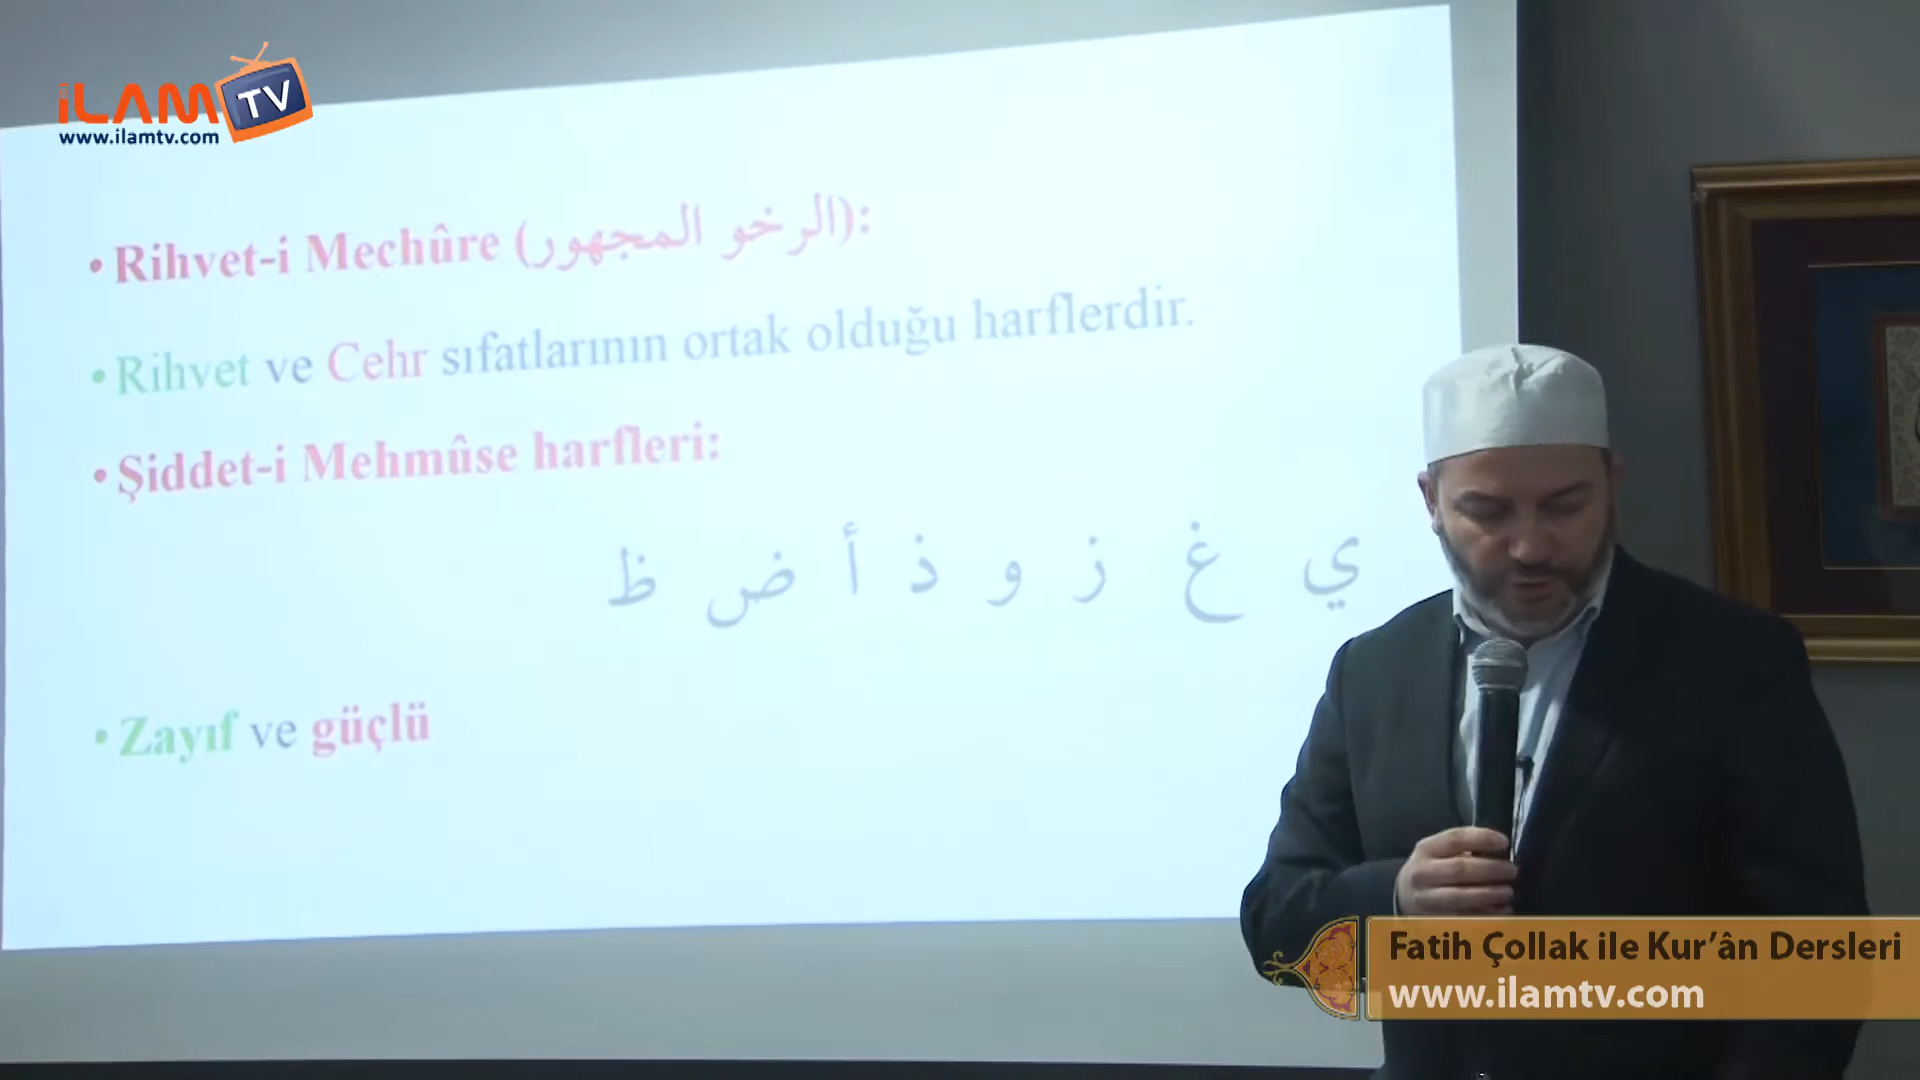 iLAM TV
www.ilamtv.com
• Rihvet-i Mechûre (الرخو المجهور):
• Rihvet ve Cehr sıfatlarının ortak olduğu harflerdir.
• Şiddet-i Mehmûse harfleri:
ي غ ز و ذ أ ض ظ
• Zayıf ve güçlü
Fatih Çollak ile Kur’ân Dersleri
www.ilamtv.com